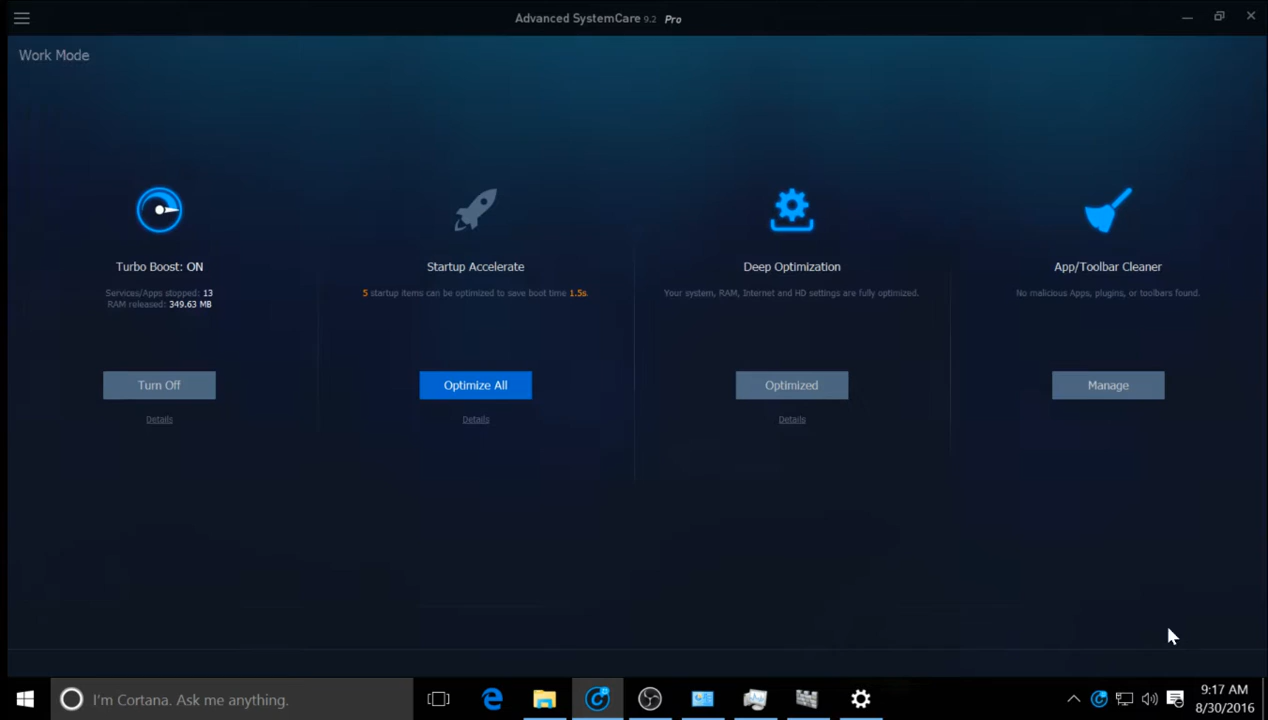 Advanced SystemCare 9.2 Pro
Work Mode
Turbo Boost: ON
Services/Apps stopped: 13
RAM released: 349.63 MB
Turn Off
Details
Startup Accelerate
5 startup items can be optimized to save boot time 1.5s.
Optimize All
Details
Deep Optimization
Your system, RAM, Internet and HD settings are fully optimized.
Optimized
Details
App/Toolbar Cleaner
No malicious Apps, plugins, or toolbars found.
Manage
I'm Cortana. Ask me anything.
9:17 AM
8/30/2016